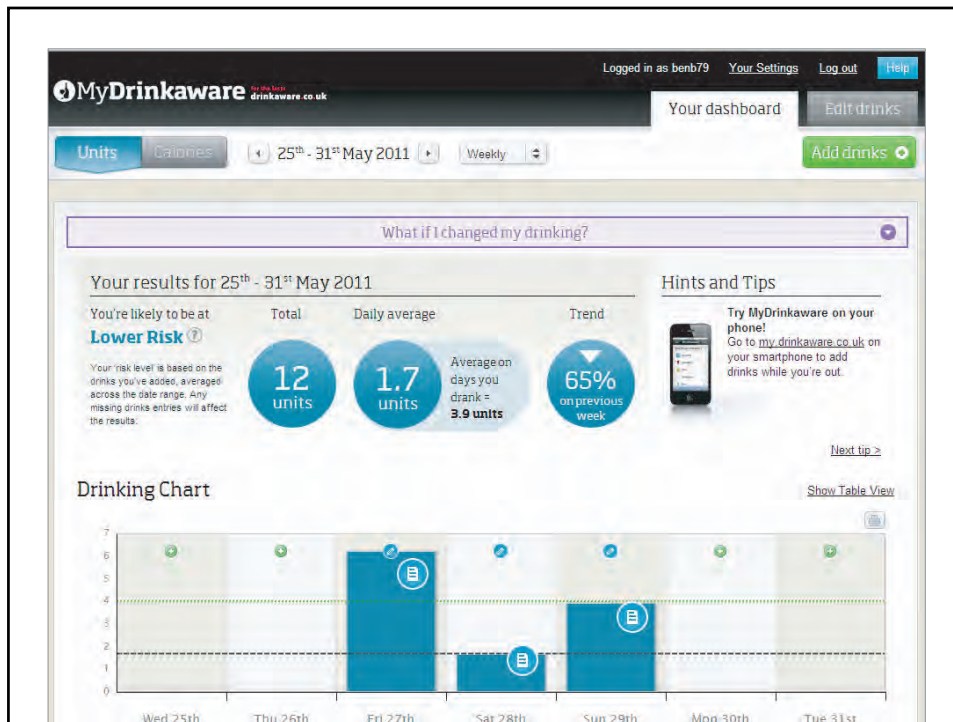 Logged in as benb79 Your Settings Log out Help
MyDrinkaware for the facts drinkaware.co.uk
Your dashboard Edit drinks
Units Calories 25th - 31st May 2011 Weekly Add drinks
What if I changed my drinking?
Your results for 25th - 31st May 2011
You're likely to be at
Lower Risk ?
Your risk level is based on the
drinks you've added, averaged
across the date range. Any
missing drinks entries will affect
the results.
Total
12
units
Daily average
1.7
units
Average on
days you
drank =
3.9 units
Trend
65%
on previous
week
Hints and Tips
Try MyDrinkaware on your
phone!
Go to my.drinkaware.co.uk on
your smartphone to add
drinks while you're out.
Next tip >
Drinking Chart
Show Table View
7
6
5
4
3
2
1
0
Wed 25th Thu 26th Fri 27th Sat 28th Sun 29th Mon 30th Tue 31st